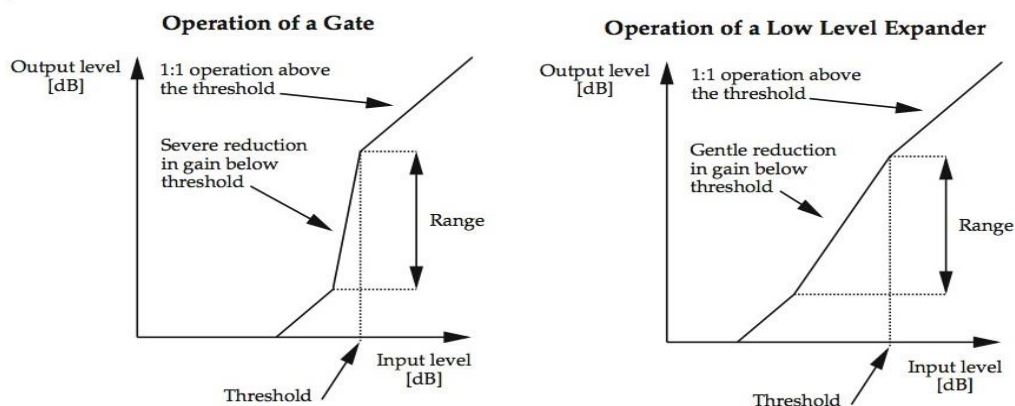 Operation of a Gate
Output level
[dB]
1:1 operation above
the threshold
Severe reduction
in gain below
threshold
Range
Input level
[dB]
Threshold
Operation of a Low Level Expander
Output level
[dB]
1:1 operation above
the threshold
Gentle reduction
in gain below
threshold
Range
Input level
[dB]
Threshold